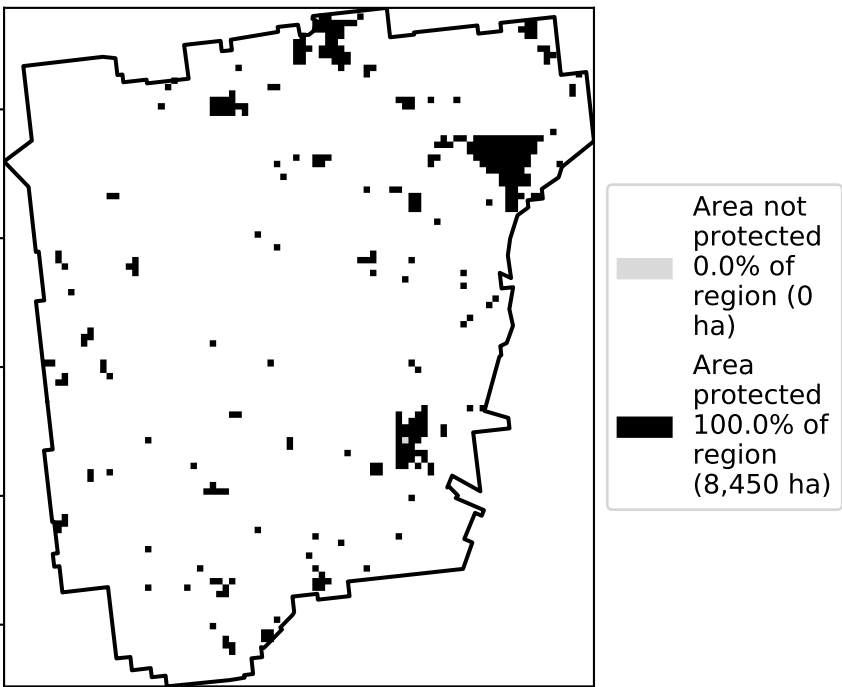 Area not
protected
0.0% of
region (0
ha)
Area
protected
100.0% of
region
(8,450 ha)